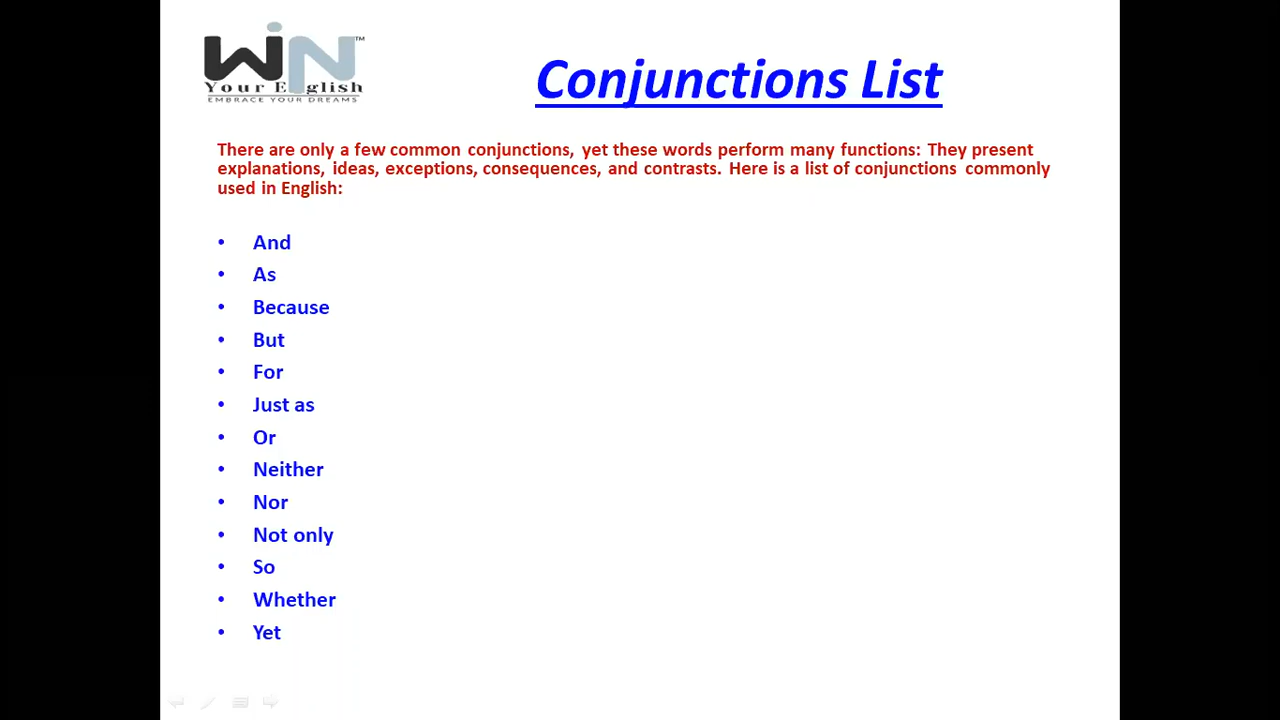 WiN™
Your English
EMBRACE YOUR DREAMS
Conjunctions List
There are only a few common conjunctions, yet these words perform many functions: They present
explanations, ideas, exceptions, consequences, and contrasts. Here is a list of conjunctions commonly
used in English:
• And
• As
• Because
• But
• For
• Just as
• Or
• Neither
• Nor
• Not only
• So
• Whether
• Yet